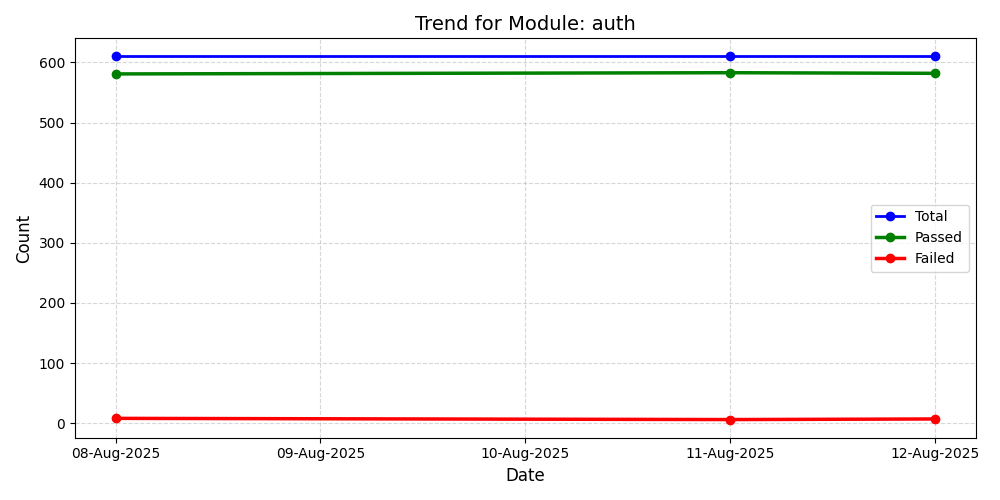 Trend for Module: auth
600
500
400
300
200
100
0
Count
Total
Passed
Failed
08-Aug-2025
09-Aug-2025
10-Aug-2025
11-Aug-2025
12-Aug-2025
Date